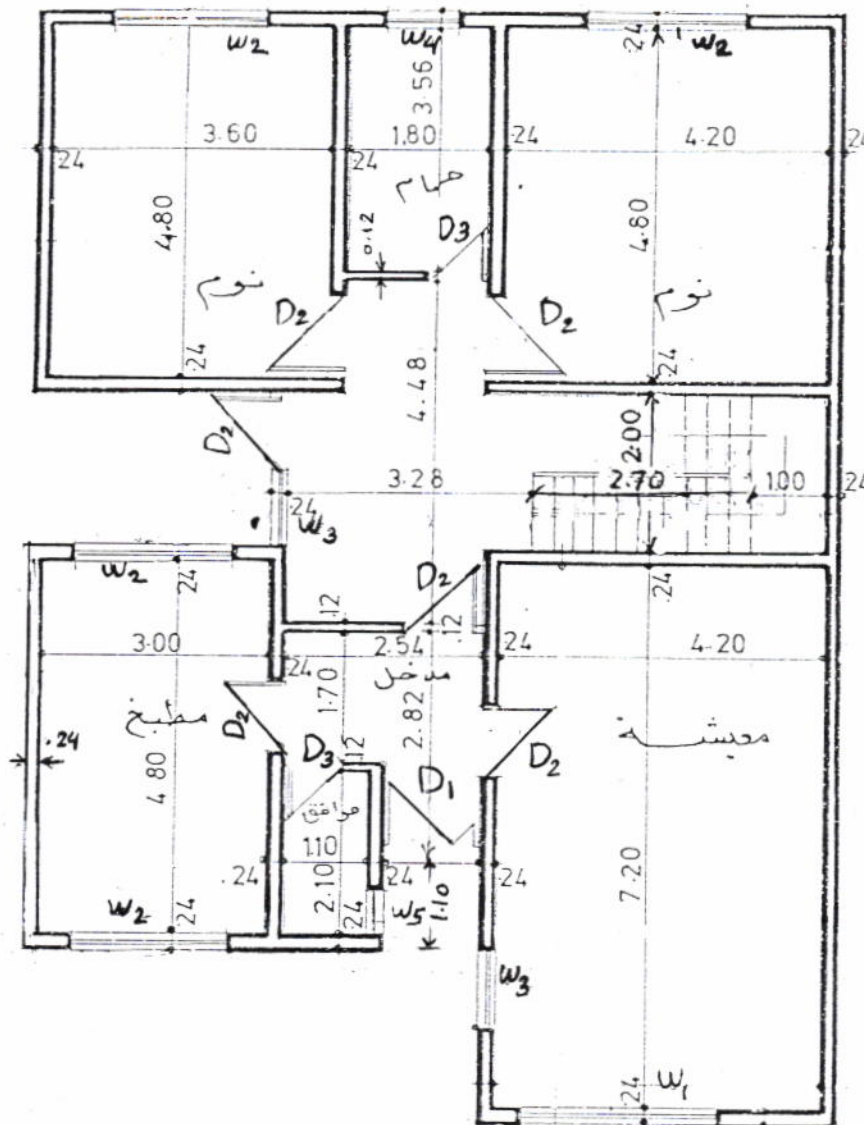 W2 W4 W2
.24
3.56
3.60 1.80 4.20
.24 .24 .24 .24
حمام
4.80 4.80
0.12 D3
نوم نوم
D2 D2
.24 .24
4.48
D2 2.00
3.28 2.70 1.00 .24
.24
W3
W2 .24 D2 .24
.12 .12
3.00 2.54 .24 4.20
.24 مدخل
1.70
مطبخ D2 2.82 معيشة
.24 D3 .12 D1 D2
4.80 مرافق
1.10
.24 .24 .24
2.10 1.10 7.20
W2 .24 .24 W5
W3
.24 W1